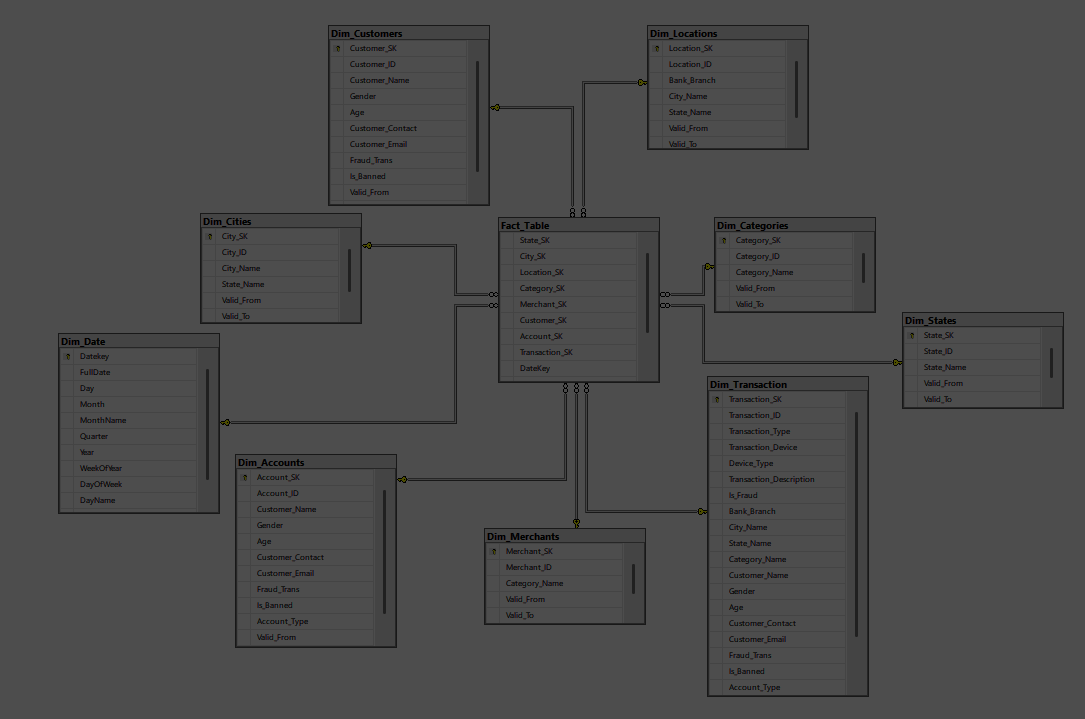 Dim_Customers
Customer_SK
Customer_ID
Customer_Name
Gender
Age
Customer_Contact
Customer_Email
Fraud_Trans
Is_Banned
Valid_From
Dim_Locations
Location_SK
Location_ID
Bank_Branch
City_Name
State_Name
Valid_From
Valid_To
Dim_Cities
City_SK
City_ID
City_Name
State_Name
Valid_From
Valid_To
Fact_Table
State_SK
City_SK
Location_SK
Category_SK
Merchant_SK
Customer_SK
Account_SK
Transaction_SK
DateKey
Dim_Categories
Category_SK
Category_ID
Category_Name
Valid_From
Valid_To
Dim_States
State_SK
State_ID
State_Name
Valid_From
Valid_To
Dim_Date
Datekey
FullDate
Day
Month
MonthName
Quarter
Year
WeekOfYear
DayOfWeek
DayName
Dim_Accounts
Account_SK
Account_ID
Customer_Name
Gender
Age
Customer_Contact
Customer_Email
Fraud_Trans
Is_Banned
Account_Type
Valid_From
Dim_Merchants
Merchant_SK
Merchant_ID
Category_Name
Valid_From
Valid_To
Dim_Transaction
Transaction_SK
Transaction_ID
Transaction_Type
Transaction_Device
Device_Type
Transaction_Description
Is_Fraud
Bank_Branch
City_Name
State_Name
Category_Name
Customer_Name
Gender
Age
Customer_Contact
Customer_Email
Fraud_Trans
Is_Banned
Account_Type